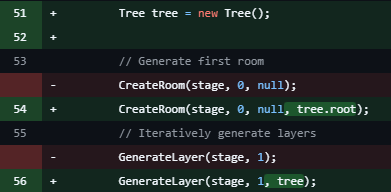 51 + Tree tree = new Tree();
52 +
53 // Generate first room
- CreateRoom(stage, 0, null);
54 + CreateRoom(stage, 0, null, tree.root);
55 // Iteratively generate layers
- GenerateLayer(stage, 1);
56 + GenerateLayer(stage, 1, tree);